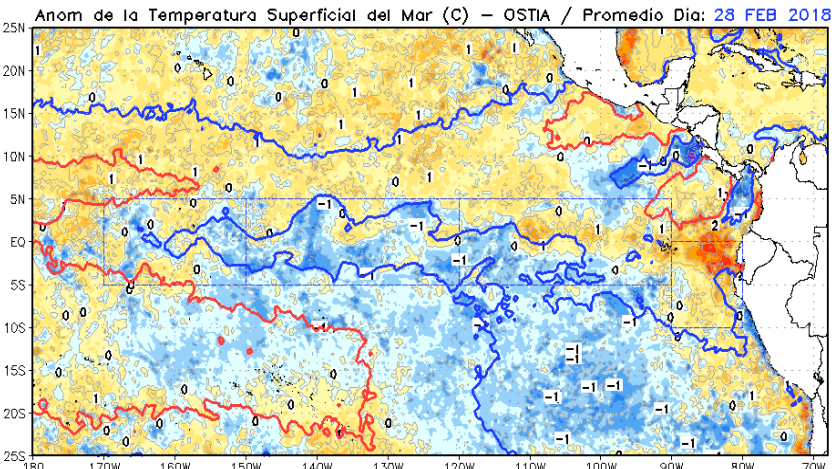 Anom de la Temperatura Superficial del Mar (C) – OSTIA / Promedio Dia: 28 FEB 2018
25N
20N
15N
10N
5N
EQ
5S
10S
15S
20S
25S
180 170W 160W 150W 140W 130W 120W 110W 100W 90W 80W 70W